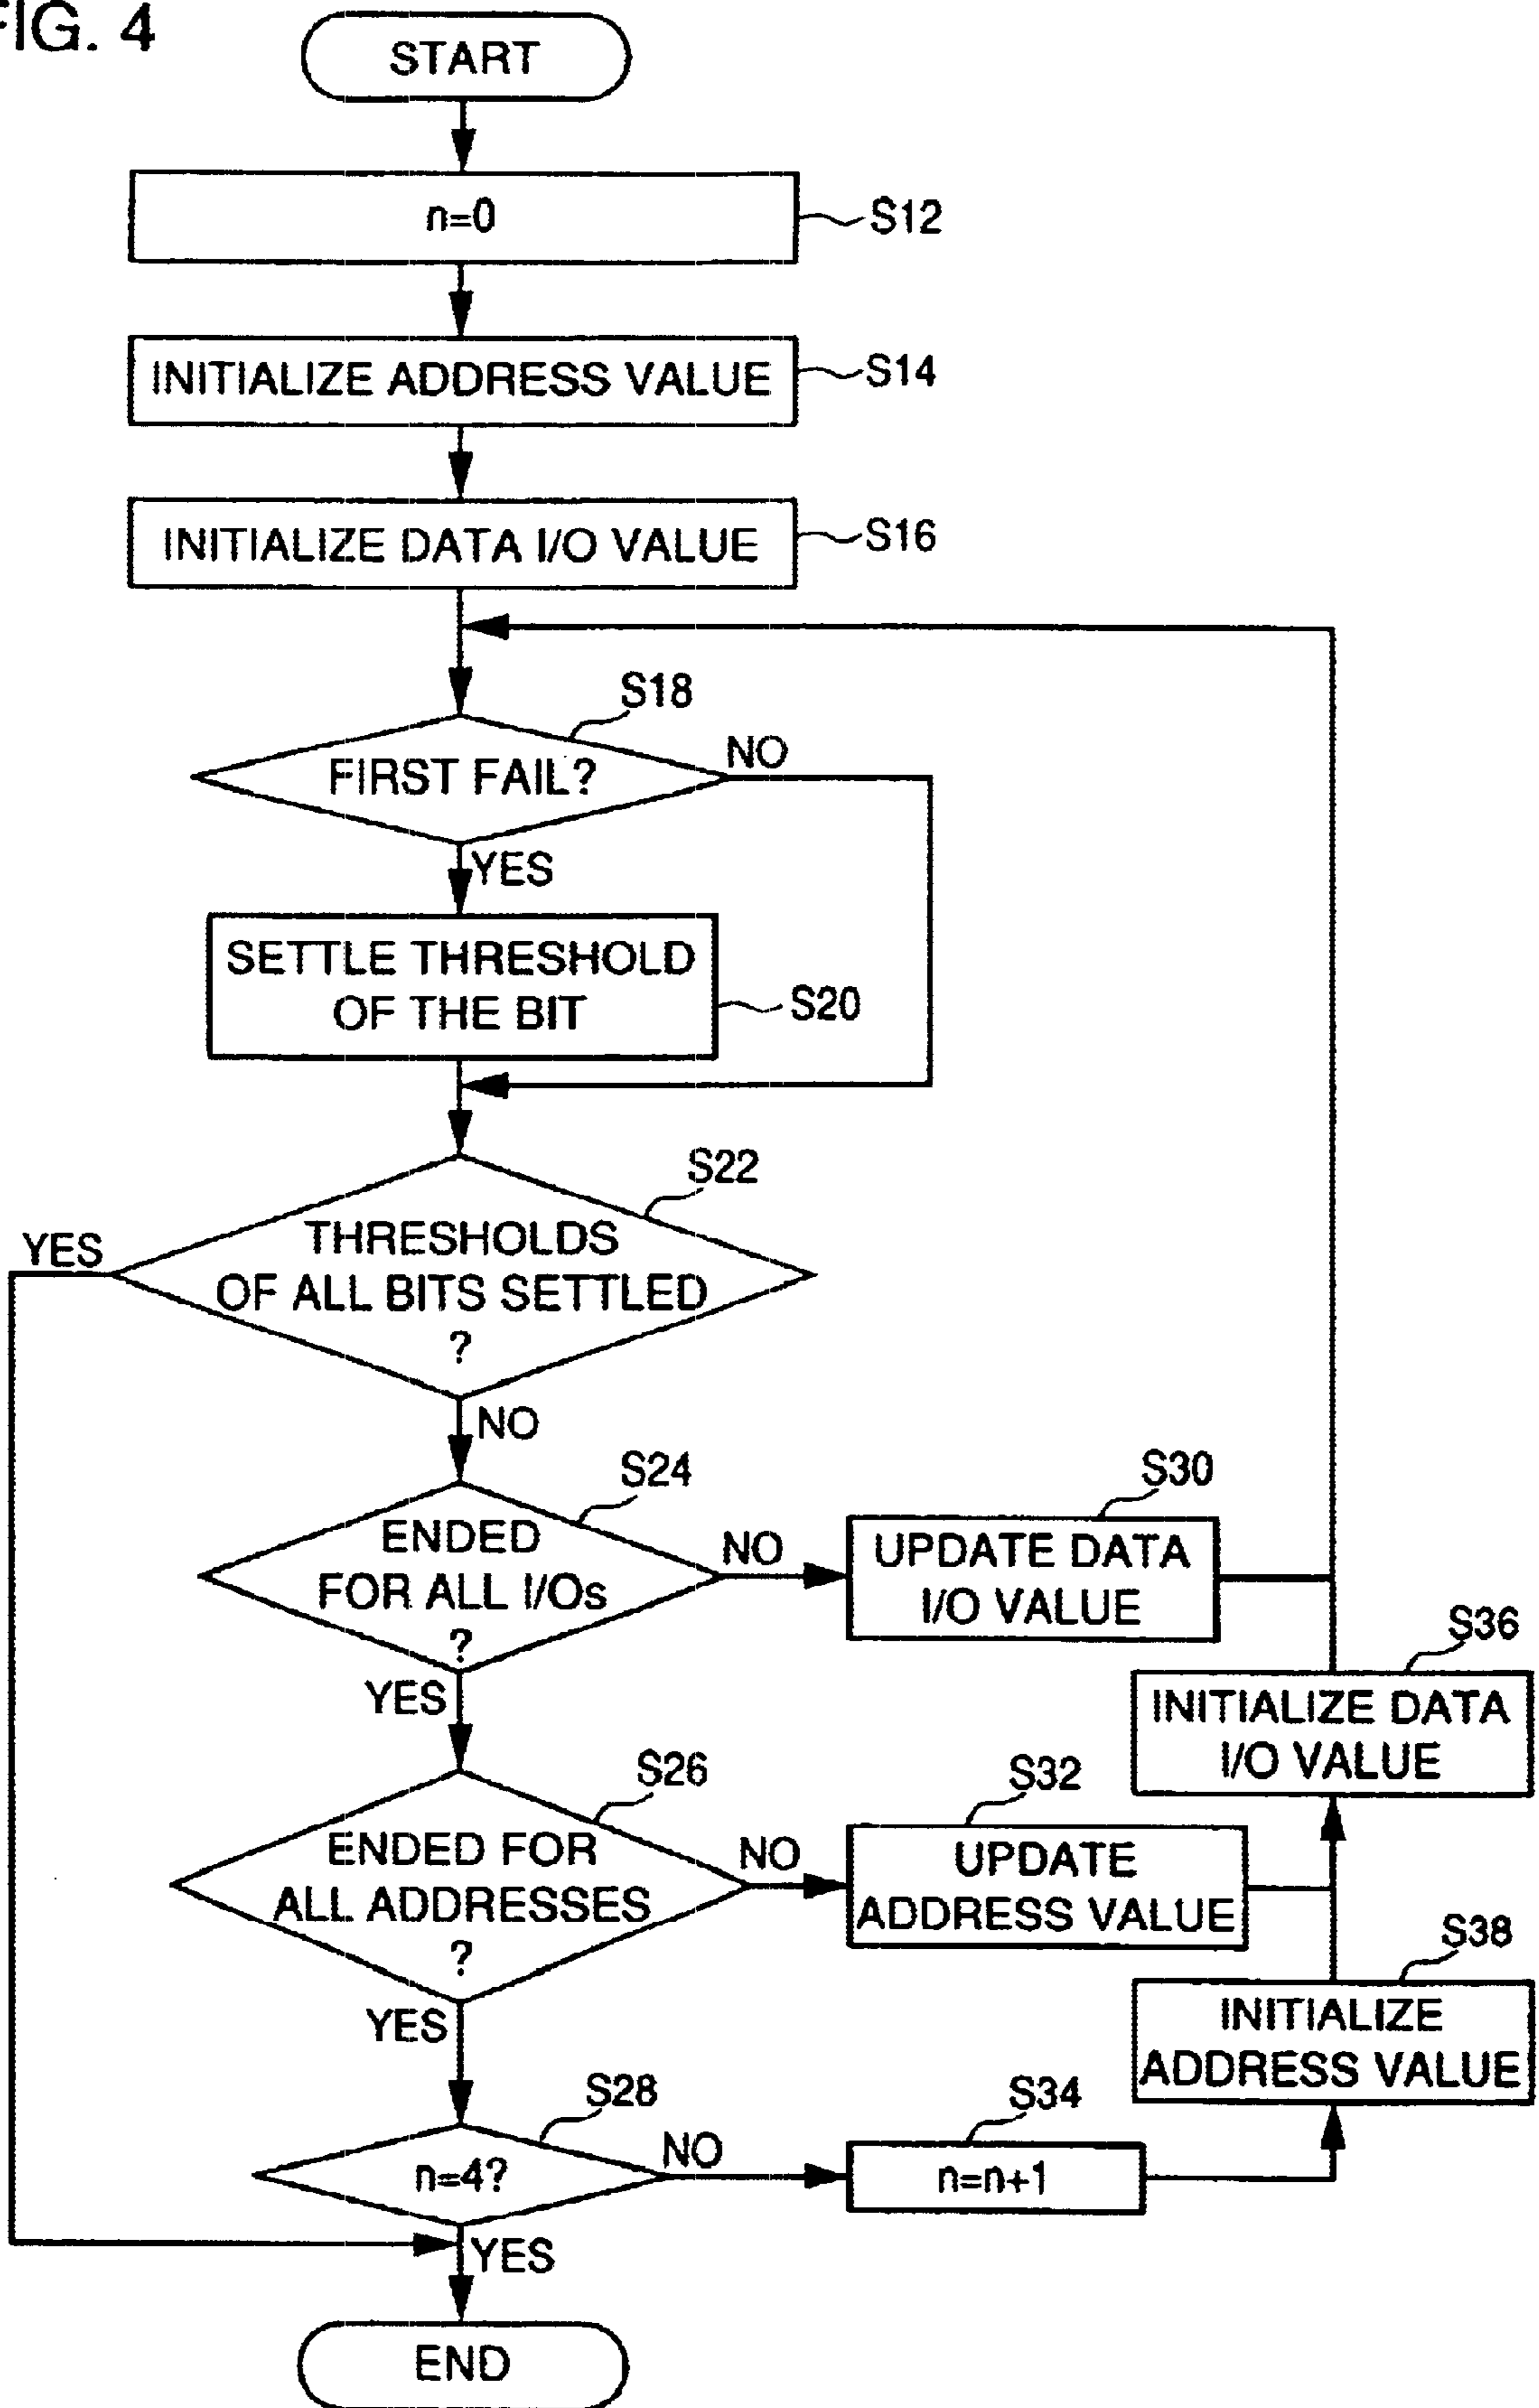 FIG. 4
START
n=0
S12
INITIALIZE ADDRESS VALUE
S14
INITIALIZE DATA I/O VALUE
S16
S18
FIRST FAIL?
NO
YES
SETTLE THRESHOLD
OF THE BIT
S20
S22
YES
THRESHOLDS
OF ALL BITS SETTLED
?
NO
S24
ENDED
FOR ALL I/Os
?
NO
S30
UPDATE DATA
I/O VALUE
YES
S36
INITIALIZE DATA
I/O VALUE
S26
ENDED FOR
ALL ADDRESSES
?
NO
S32
UPDATE
ADDRESS VALUE
YES
S38
INITIALIZE
ADDRESS VALUE
S28
n=4?
NO
S34
n=n+1
YES
END